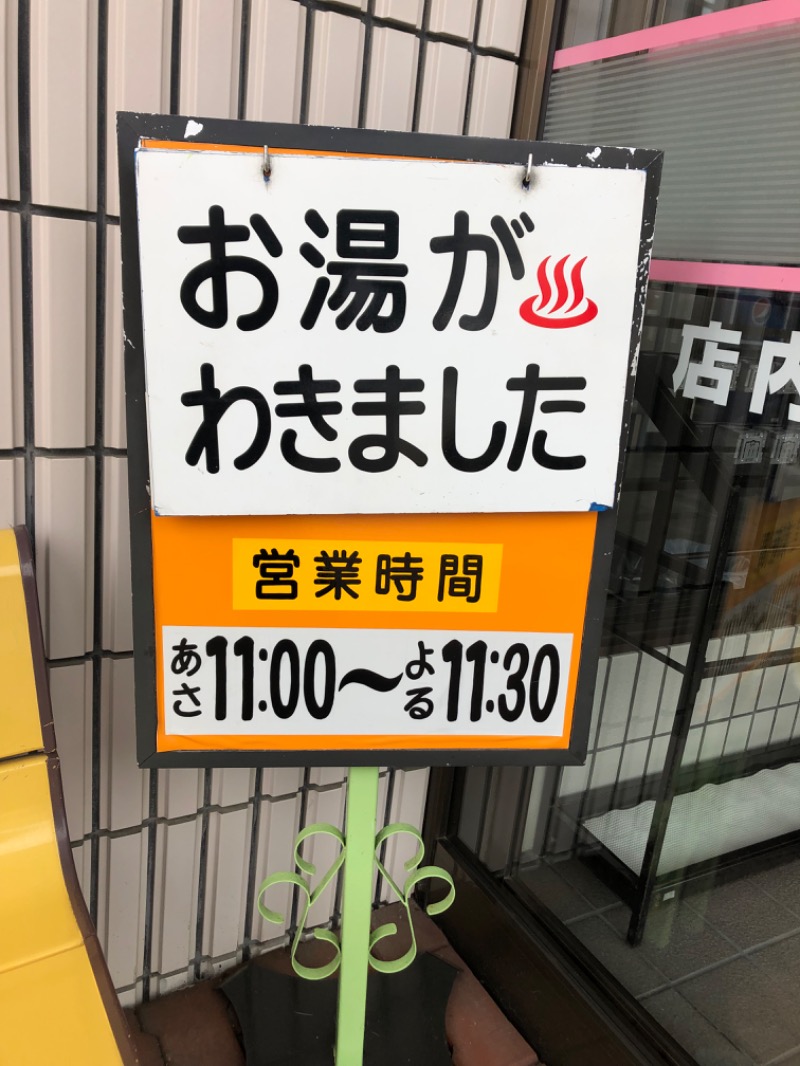 お湯が♨
わきました
営業時間
あさ11:00〜よる11:30
店内